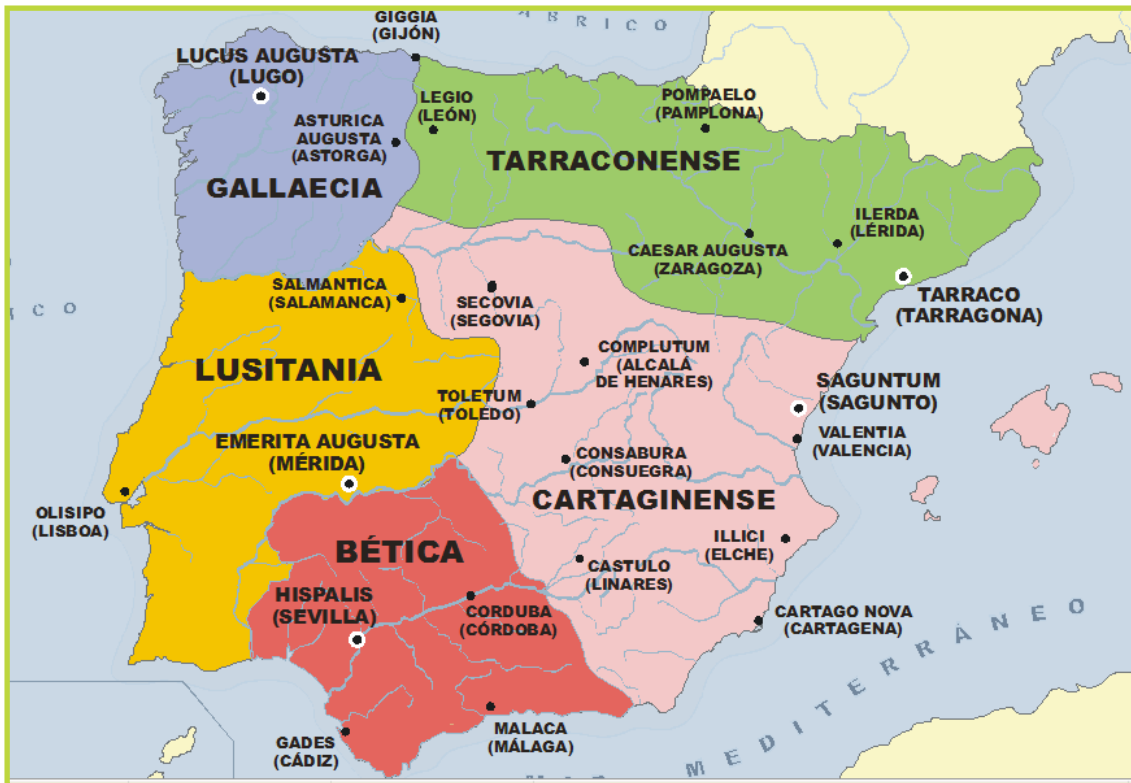 GIGGIA
(GIJÓN)
Á B R I C O
LUCUS AUGUSTA
(LUGO)
LEGIO
(LEÓN)
POMPAELO
(PAMPLONA)
ASTURICA
AUGUSTA
(ASTORGA)
TARRACONENSE
GALLAECIA
ILERDA
(LÉRIDA)
CAESAR AUGUSTA
(ZARAGOZA)
SALMANTICA
(SALAMANCA)
SECOVIA
(SEGOVIA)
TARRACO
(TARRAGONA)
I C O
COMPLUTUM
(ALCALÁ
DE HENARES)
LUSITANIA
SAGUNTUM
(SAGUNTO)
TOLETUM
(TOLEDO)
VALENTIA
(VALENCIA)
EMERITA AUGUSTA
(MÉRIDA)
CONSABURA
(CONSUEGRA)
CARTAGINENSE
OLISIPO
(LISBOA)
ILLICI
(ELCHE)
BÉTICA
CASTULO
(LINARES)
HISPALIS
(SEVILLA)
CORDUBA
(CÓRDOBA)
CARTAGO NOVA
(CARTAGENA)
MALACA
(MÁLAGA)
GADES
(CÁDIZ)
MEDITERRÁNEO